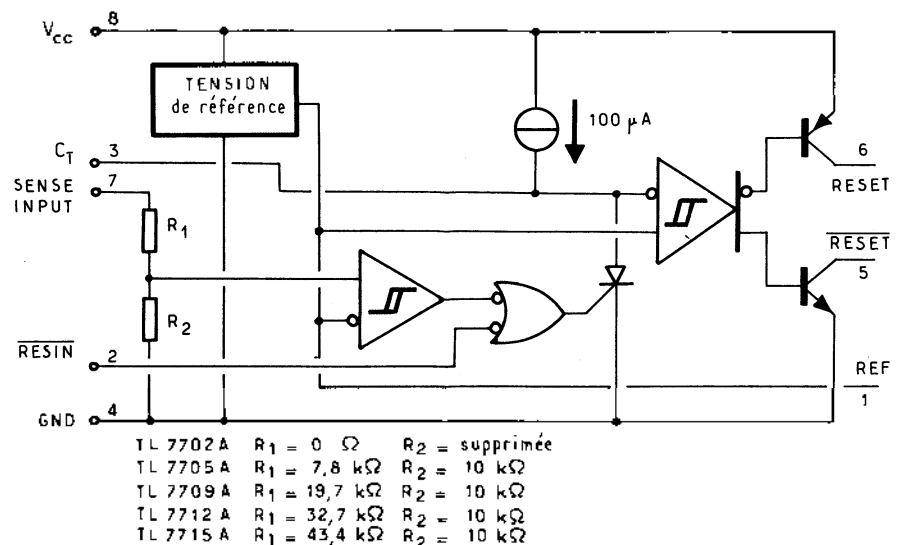 Vcc 8
TENSION
de référence
100 µA
CT 3
SENSE
INPUT
7
R1
R2
6
RESET
RESET
5
RESIN 2
REF
1
GND 4
TL 7702A R1 = 0 Ω R2 = supprimée
TL 7705A R1 = 7,8 kΩ R2 = 10 kΩ
TL 7709A R1 = 19,7 kΩ R2 = 10 kΩ
TL 7712A R1 = 32,7 kΩ R2 = 10 kΩ
TL 7715A R1 = 43,4 kΩ R2 = 10 kΩ